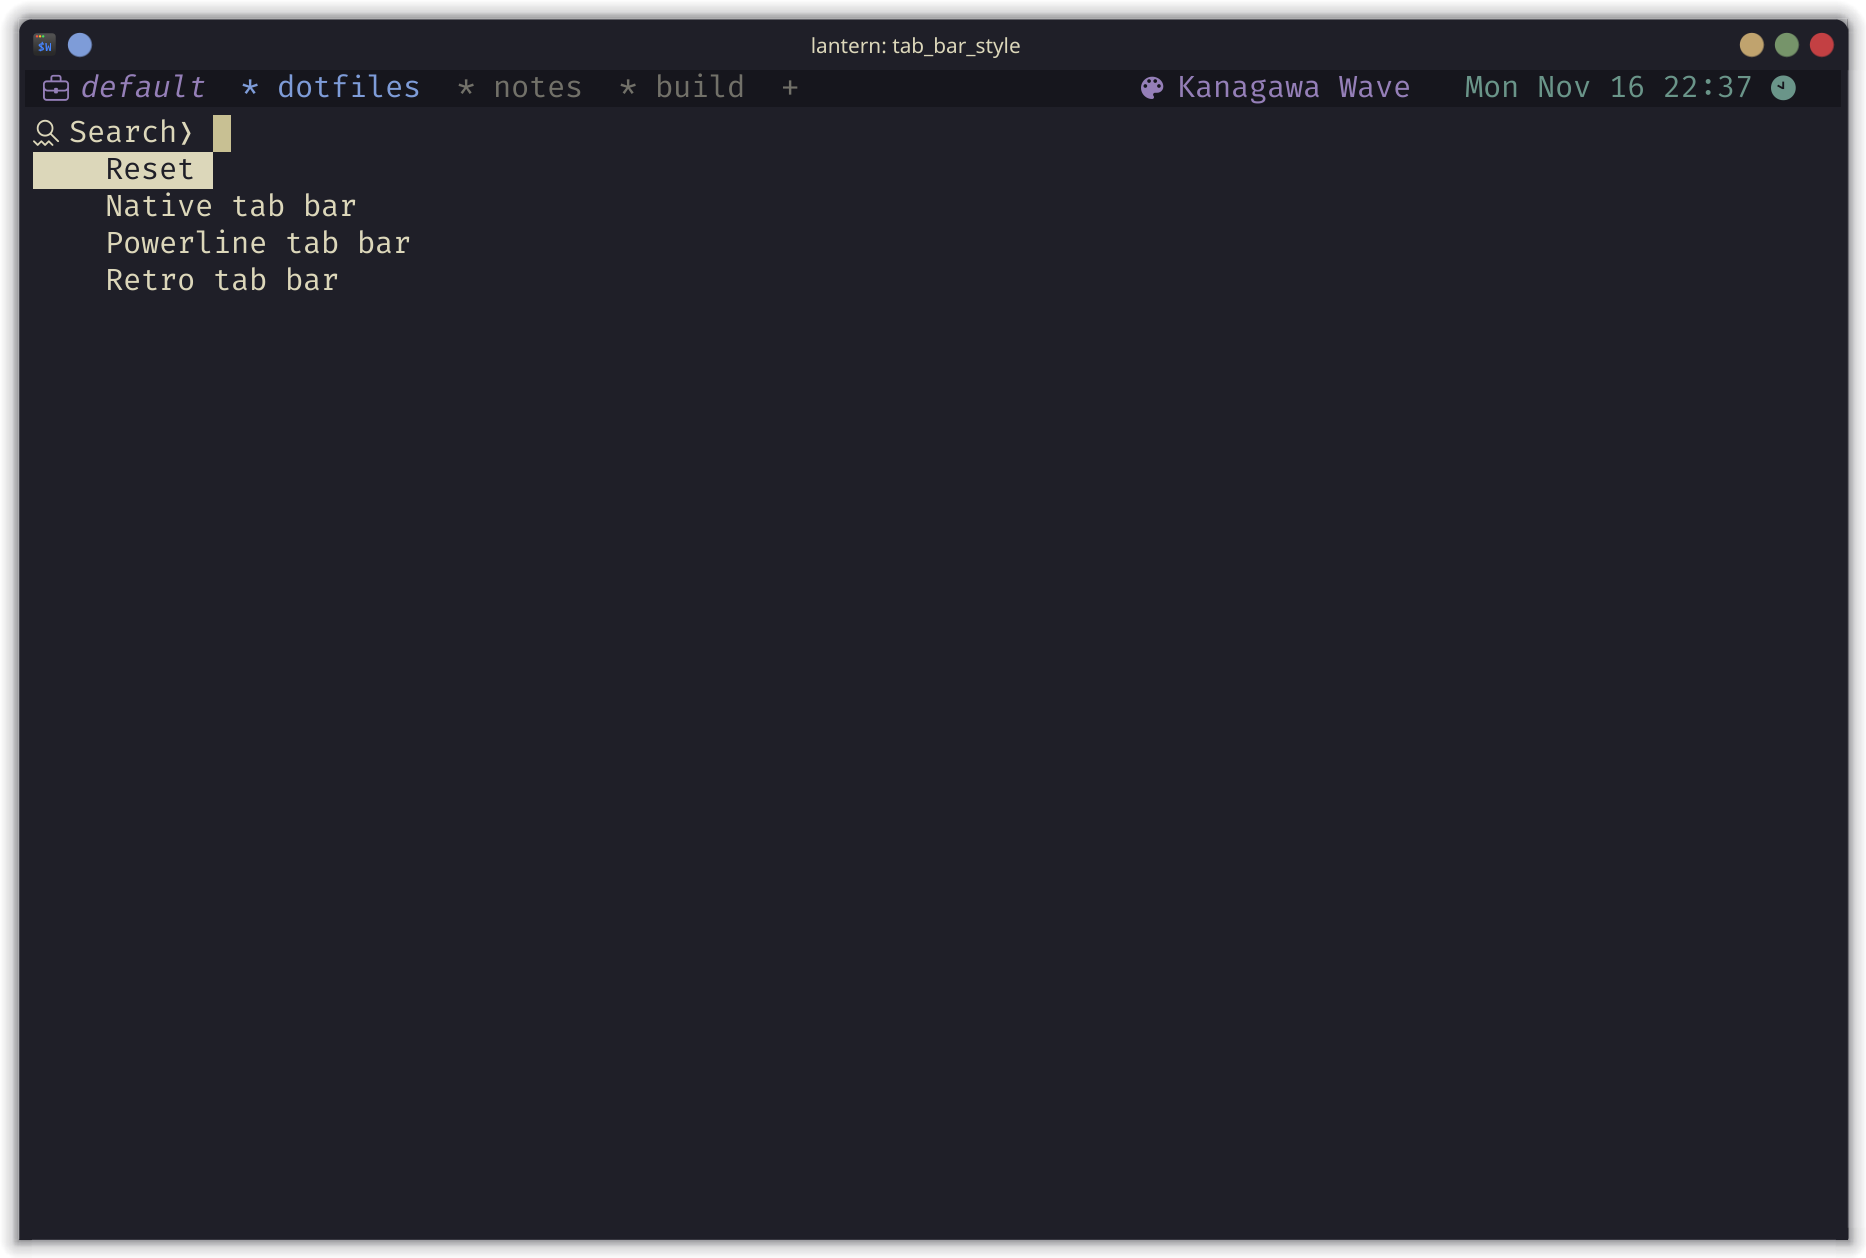 $W lantern: tab_bar_style
default * dotfiles * notes * build + Kanagawa Wave Mon Nov 16 22:37
Search⟩
Reset
Native tab bar
Powerline tab bar
Retro tab bar